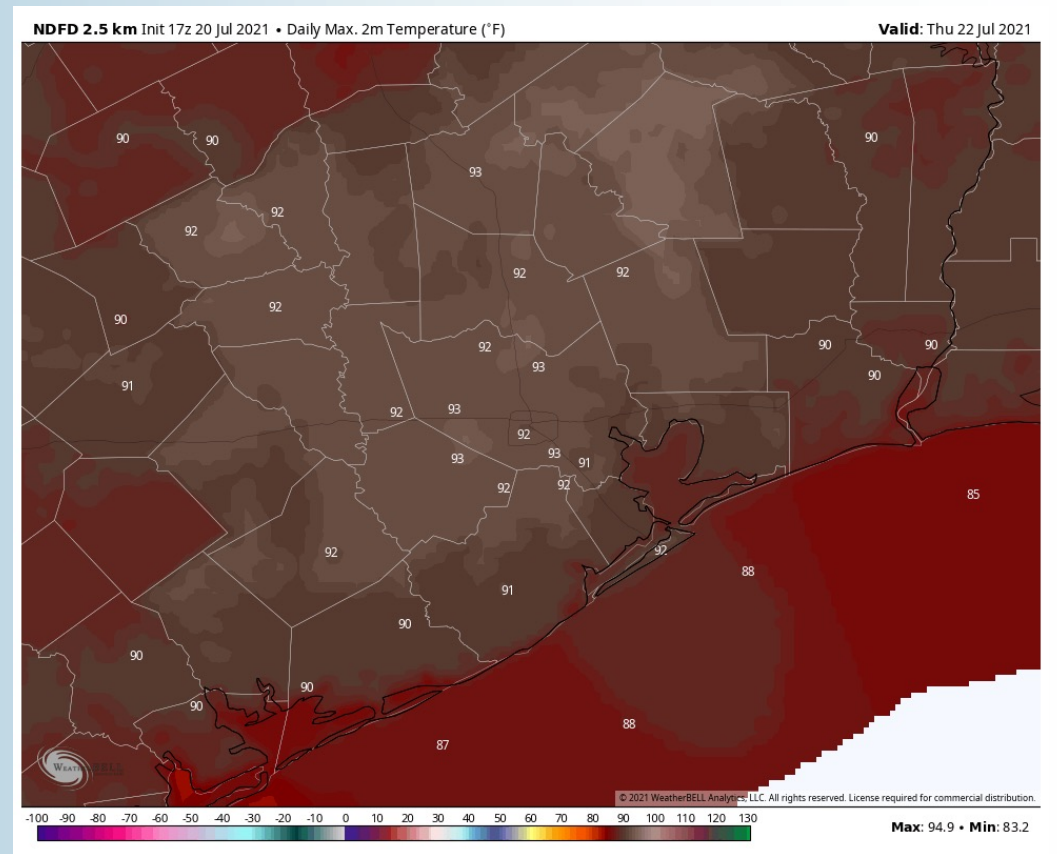 NDFD 2.5 km Init 17z 20 Jul 2021 • Daily Max. 2m Temperature (°F)
Valid: Thu 22 Jul 2021
90 90 90
93
92 92
92 92
92
90 90 90
92
93 90
91
92 93
92
93 93 91
92 92
85
92
92
88
91
90
90
90
90
88
87
WEATHERBELL
© 2021 WeatherBELL Analytics, LLC. All rights reserved. License required for commercial distribution.
-100 -90 -80 -70 -60 -50 -40 -30 -20 -10 0 10 20 30 40 50 60 70 80 90 100 110 120 130
Max: 94.9 • Min: 83.2